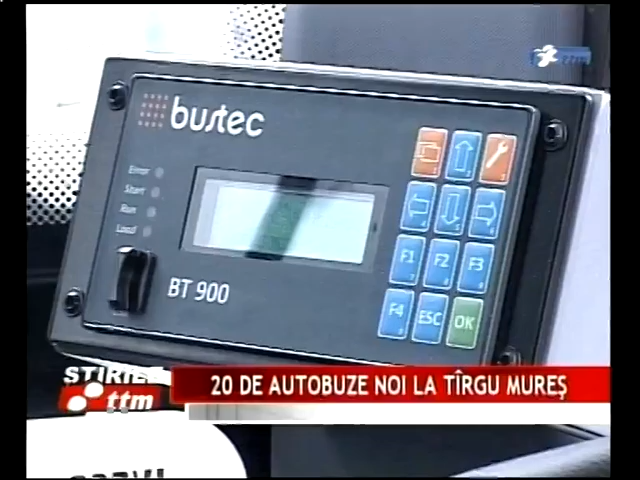 bustec
Error
Start
Run
Load
BT 900
F1
F2
F3
F4
ESC
OK
ȘTIRILE
ttm
20 DE AUTOBUZE NOI LA TÎRGU MUREŞ